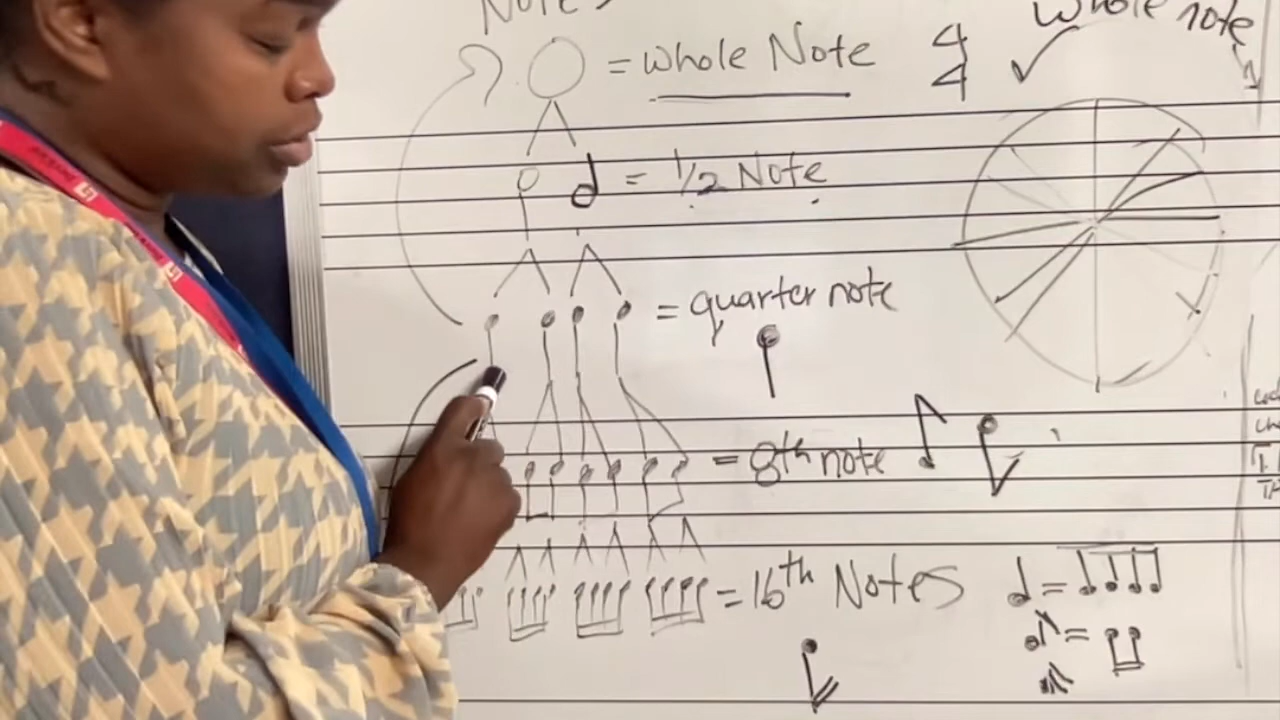 Notes
Whole note
= Whole Note 4
4
= 1/2 Note
= quarter note
= 8th note
= 16th Notes
=
=